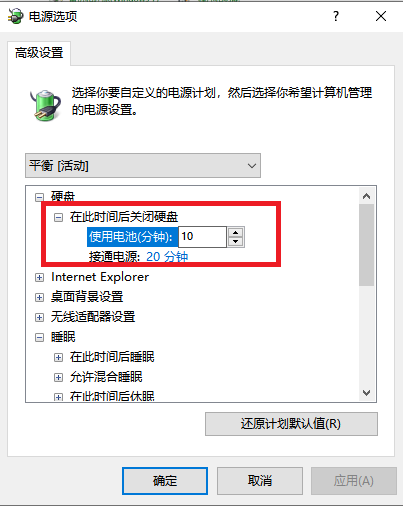 电源选项
高级设置
选择你要自定义的电源计划，然后选择你希望计算机管理
的电源设置。
平衡 [活动]
硬盘
在此时间后关闭硬盘
使用电池(分钟): 10
接通电源: 20 分钟
Internet Explorer
桌面背景设置
无线适配器设置
睡眠
在此时间后睡眠
允许混合睡眠
在此时间后休眠
还原计划默认值(R)
确定 取消 应用(A)